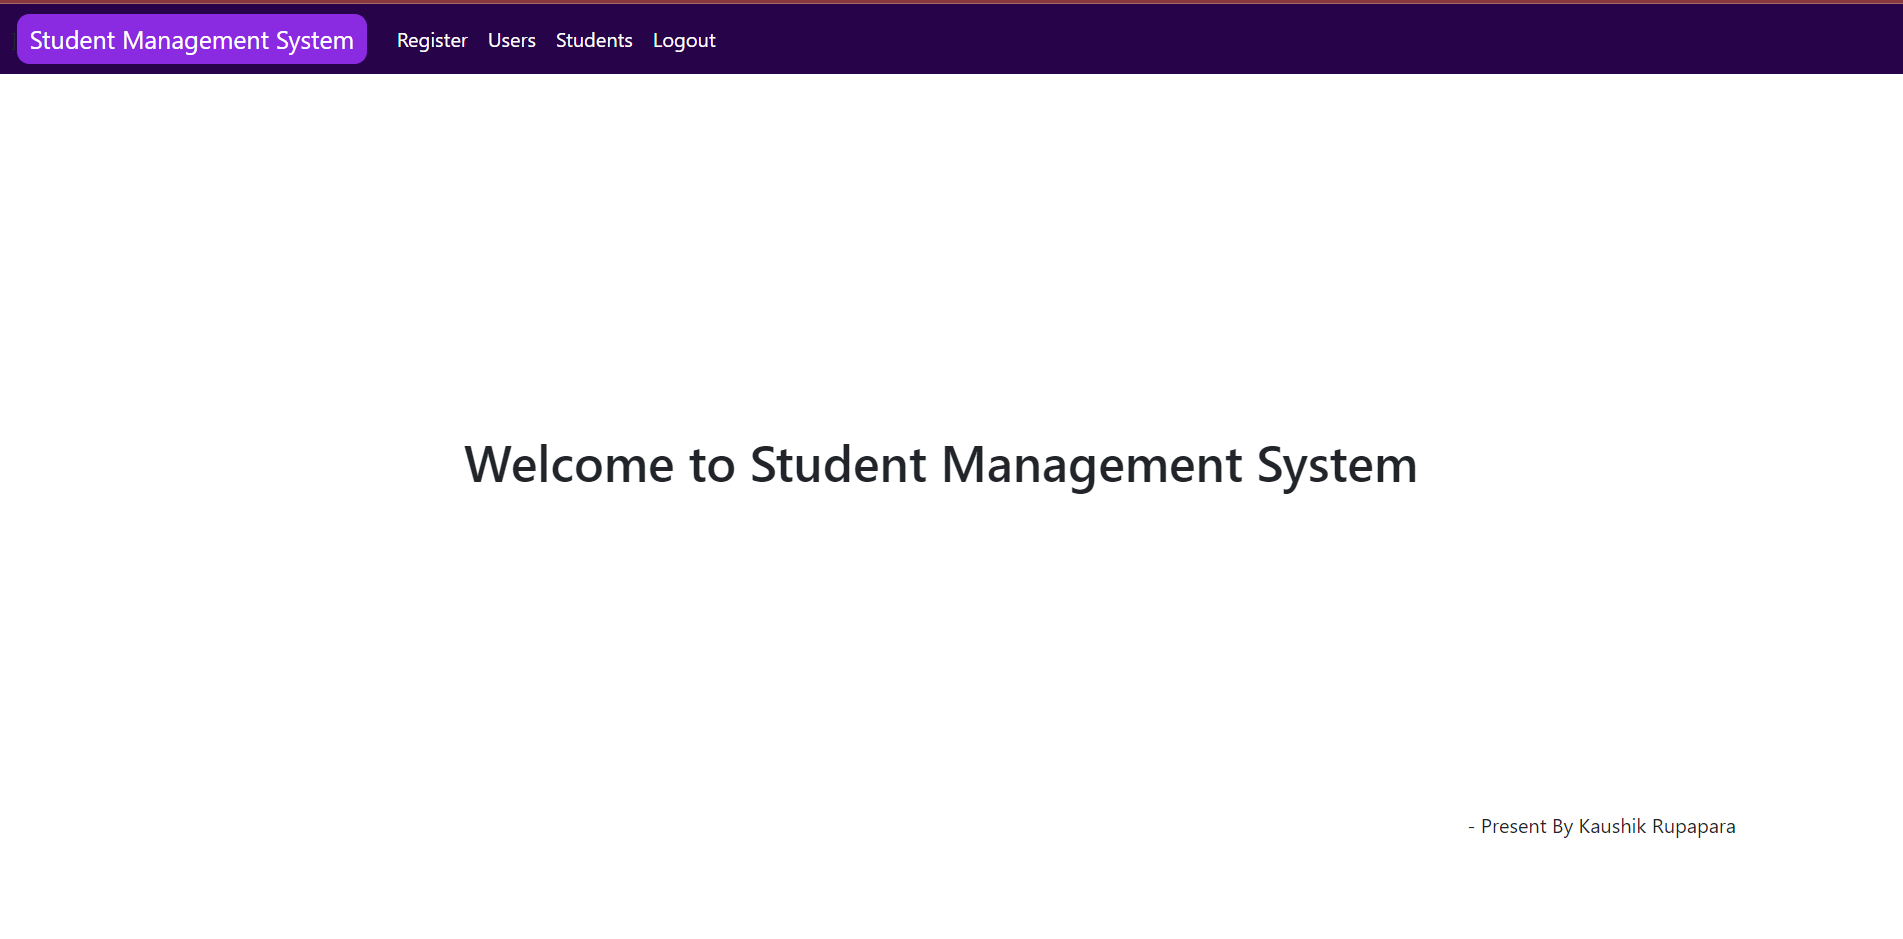 Student Management System Register Users Students Logout
Welcome to Student Management System
- Present By Kaushik Rupapara